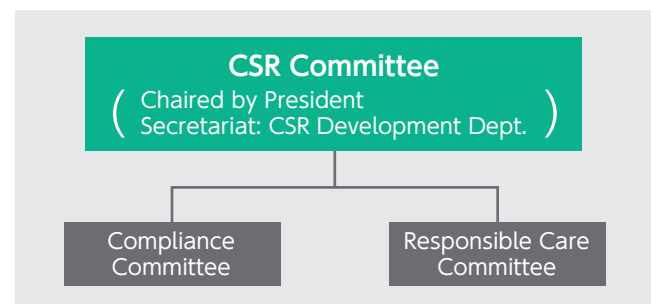 CSR Committee
( Chaired by President
Secretariat: CSR Development Dept. )
Compliance
Committee
Responsible Care
Committee